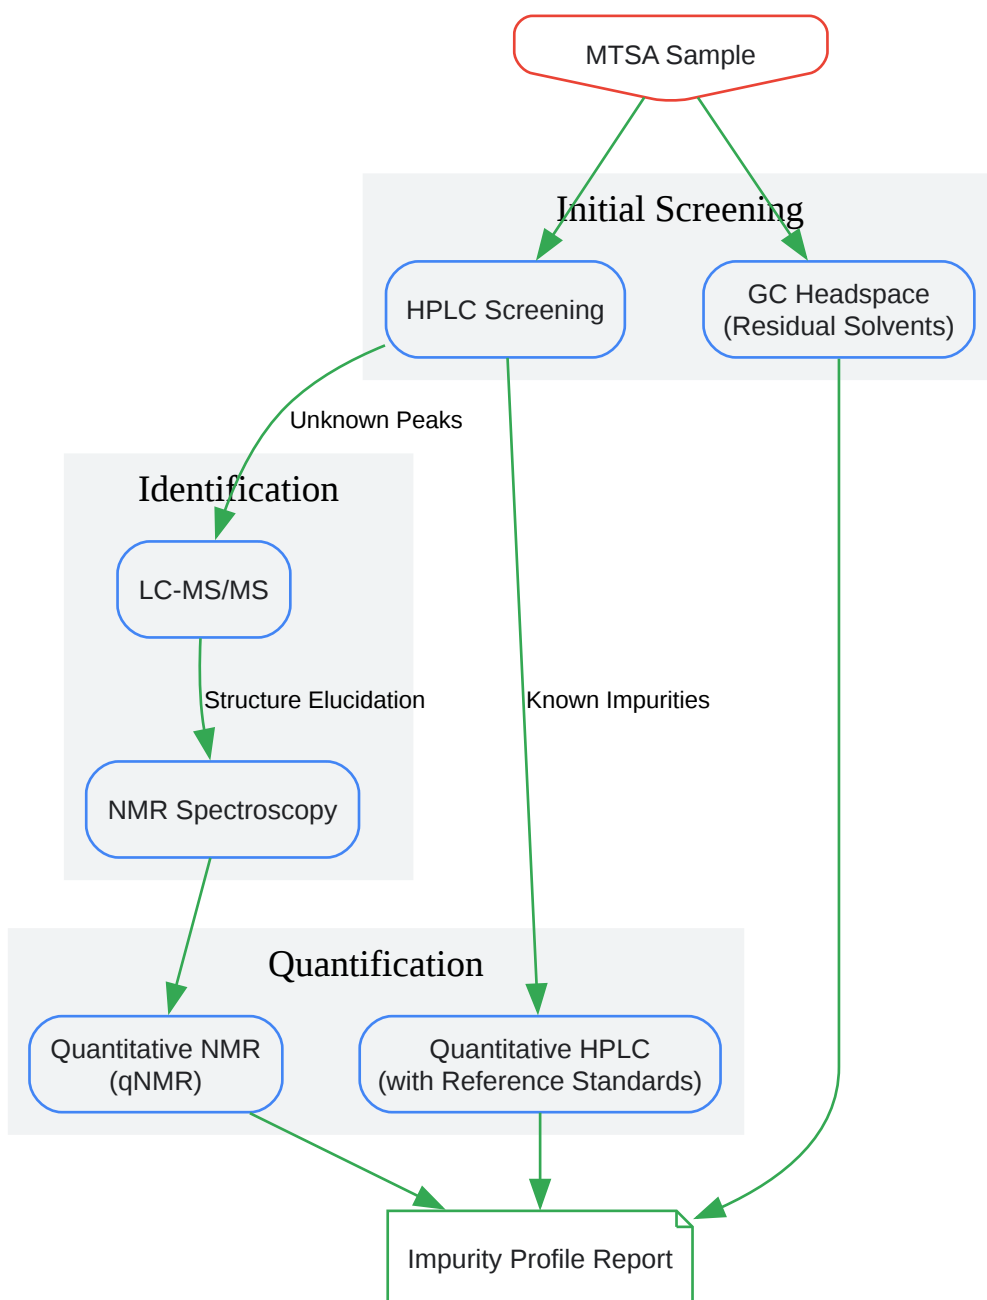 MTSA Sample
Initial Screening
HPLC Screening
GC Headspace
(Residual Solvents)
Unknown Peaks
Identification
LC-MS/MS
Structure Elucidation
Known Impurities
NMR Spectroscopy
Quantification
Quantitative NMR
(qNMR)
Quantitative HPLC
(with Reference Standards)
Impurity Profile Report